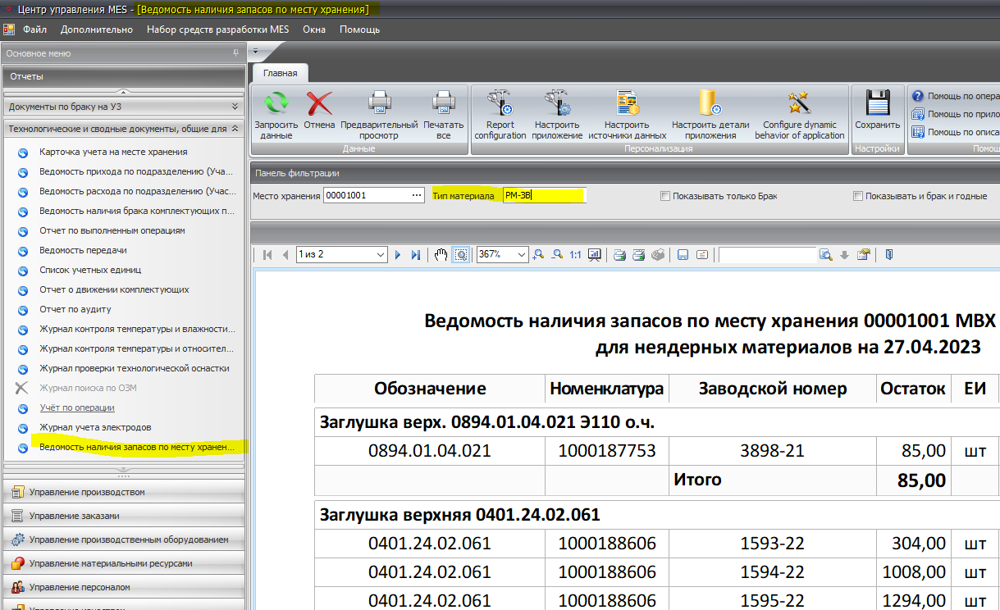 Центр управления MES - [Ведомость наличия запасов по месту хранения]
Файл Дополнительно Набор средств разработки MES Окна Помощь
Основное меню
Отчеты
Документы по браку на УЗ
Технологические и сводные документы, общие для
Карточка учета на месте хранения
Ведомость прихода по подразделению (Уча...
Ведомость расхода по подразделению (Учас...
Ведомость наличия брака комплектующих п...
Отчет по выполненным операциям
Ведомость передачи
Список учетных единиц
Отчет о движении комплектующих
Отчет по аудиту
Журнал контроля температуры и влажности...
Журнал контроля температуры и относител...
Журнал проверки технологической оснастки
Журнал поиска по ОЗМ
Учёт по операции
Журнал учета электродов
Ведомость наличия запасов по месту хранен...
Управление производством
Управление заказами
Управление производственным оборудованием
Управление материальными ресурсами
Управление персоналом
Главная
Запросить данные
Отмена
Предварительный просмотр
Печатать все
Данные
Report configuration
Настроить приложение
Настроить источники данных
Настроить детали приложения
Configure dynamic behavior of application
Персонализация
Сохранить
Настройки
Помощь по опера
Помощь по прило
Помощь по описа
Помощ
Панель фильтрации
Место хранения 00001001 ... Тип материала РМ-ЗВ Показывать только Брак Показывать и брак и годные
1 из 2 367% 1:1
Ведомость наличия запасов по месту хранения 00001001 МВХ
для неядерных материалов на 27.04.2023
Обозначение Номенклатура Заводской номер Остаток ЕИ
Заглушка верх. 0894.01.04.021 Э110 о.ч.
0894.01.04.021 1000187753 3898-21 85,00 шт
Итого 85,00
Заглушка верхняя 0401.24.02.061
0401.24.02.061 1000188606 1593-22 304,00 шт
0401.24.02.061 1000188606 1594-22 1008,00 шт
0401.24.02.061 1000188606 1595-22 1294,00 шт